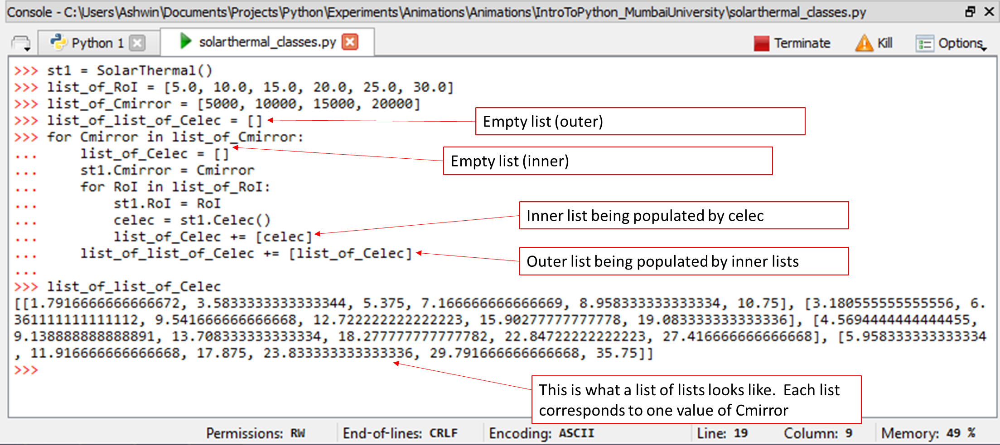 Console - C:\Users\Ashwin\Documents\Projects\Python\Experiments\Animations\Animations\IntroToPython_MumbaiUniversity\solarthermal_classes.py
Python 1 solarthermal_classes.py Terminate Kill Options
>>> st1 = SolarThermal()
>>> list_of_RoI = [5.0, 10.0, 15.0, 20.0, 25.0, 30.0]
>>> list_of_Cmirror = [5000, 10000, 15000, 20000]
>>> list_of_list_of_Celec = []
Empty list (outer)
>>> for Cmirror in list_of_Cmirror:
...     list_of_Celec = []
Empty list (inner)
...     st1.Cmirror = Cmirror
...     for RoI in list_of_RoI:
...         st1.RoI = RoI
...         celec = st1.Celec()
Inner list being populated by celec
...         list_of_Celec += [celec]
...     list_of_list_of_Celec += [list_of_Celec]
Outer list being populated by inner lists
...
>>> list_of_list_of_Celec
[[1.7916666666666672, 3.5833333333333344, 5.375, 7.166666666666669, 8.958333333333334, 10.75], [3.180555555555556, 6.
361111111111112, 9.541666666666668, 12.722222222222223, 15.90277777777778, 19.083333333333336], [4.5694444444444455,
9.138888888888891, 13.708333333333334, 18.277777777777782, 22.84722222222223, 27.416666666666668], [5.958333333333334
, 11.916666666666668, 17.875, 23.833333333333336, 29.791666666666668, 35.75]]
>>>
This is what a list of lists looks like. Each list
corresponds to one value of Cmirror
Permissions: RW End-of-lines: CRLF Encoding: ASCII Line: 19 Column: 9 Memory: 49 %